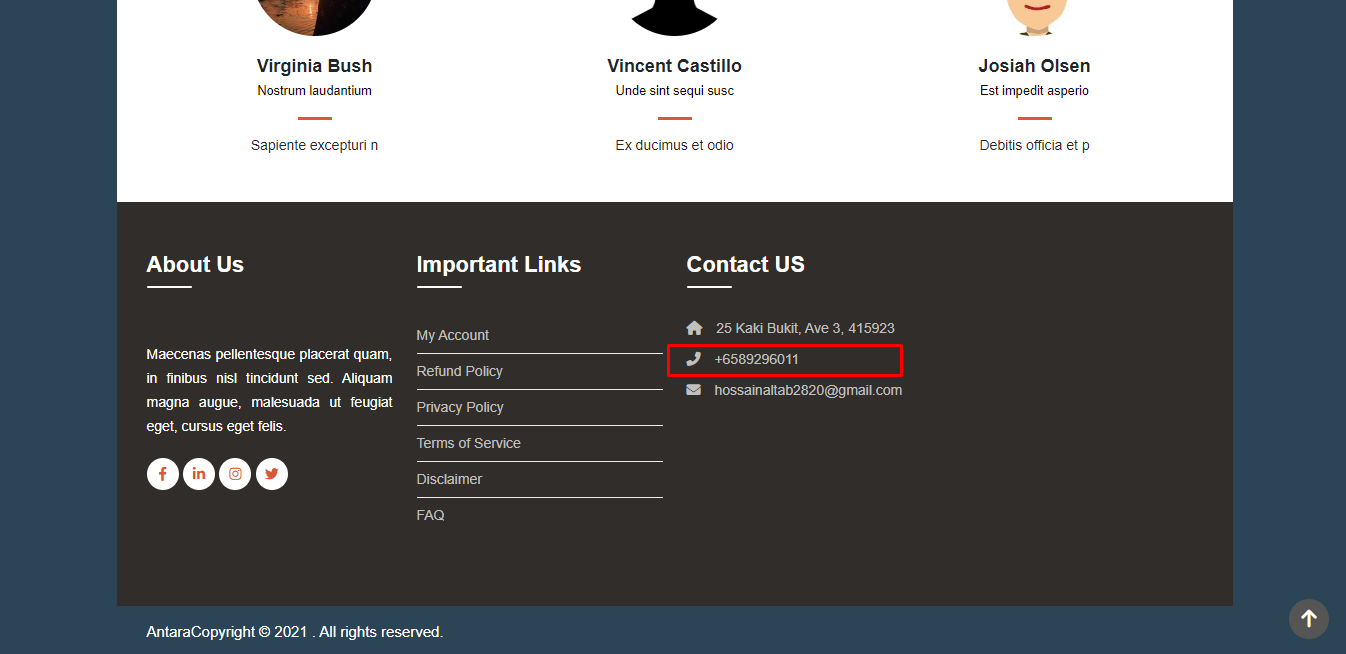 Virginia Bush
Nostrum laudantium
Sapiente excepturi n
Vincent Castillo
Unde sint sequi susc
Ex ducimus et odio
Josiah Olsen
Est impedit asperio
Debitis officia et p
About Us
Maecenas pellentesque placerat quam,
in finibus nisl tincidunt sed. Aliquam
magna augue, malesuada ut feugiat
eget, cursus eget felis.
Important Links
My Account
Refund Policy
Privacy Policy
Terms of Service
Disclaimer
FAQ
Contact US
25 Kaki Bukit, Ave 3, 415923
+6589296011
hossainaltab2820@gmail.com
AntaraCopyright © 2021 . All rights reserved.